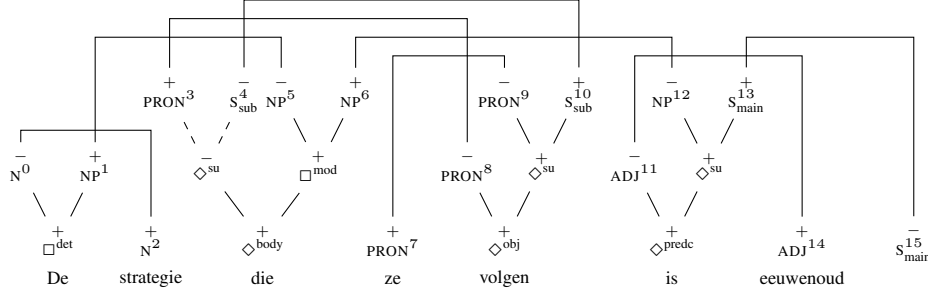 + − − + − + − +
PRON³ S⁴sub NP⁵ NP⁶ PRON⁹ S¹⁰sub NP¹² S¹³main
− + − + − + − +
N⁰ NP¹ ◇su □mod PRON⁸ ◇su ADJ¹¹ ◇su
+ + + + + + + −
□det N² ◇body PRON⁷ ◇obj ◇predc ADJ¹⁴ S¹⁵main
De strategie die ze volgen is eeuwenoud